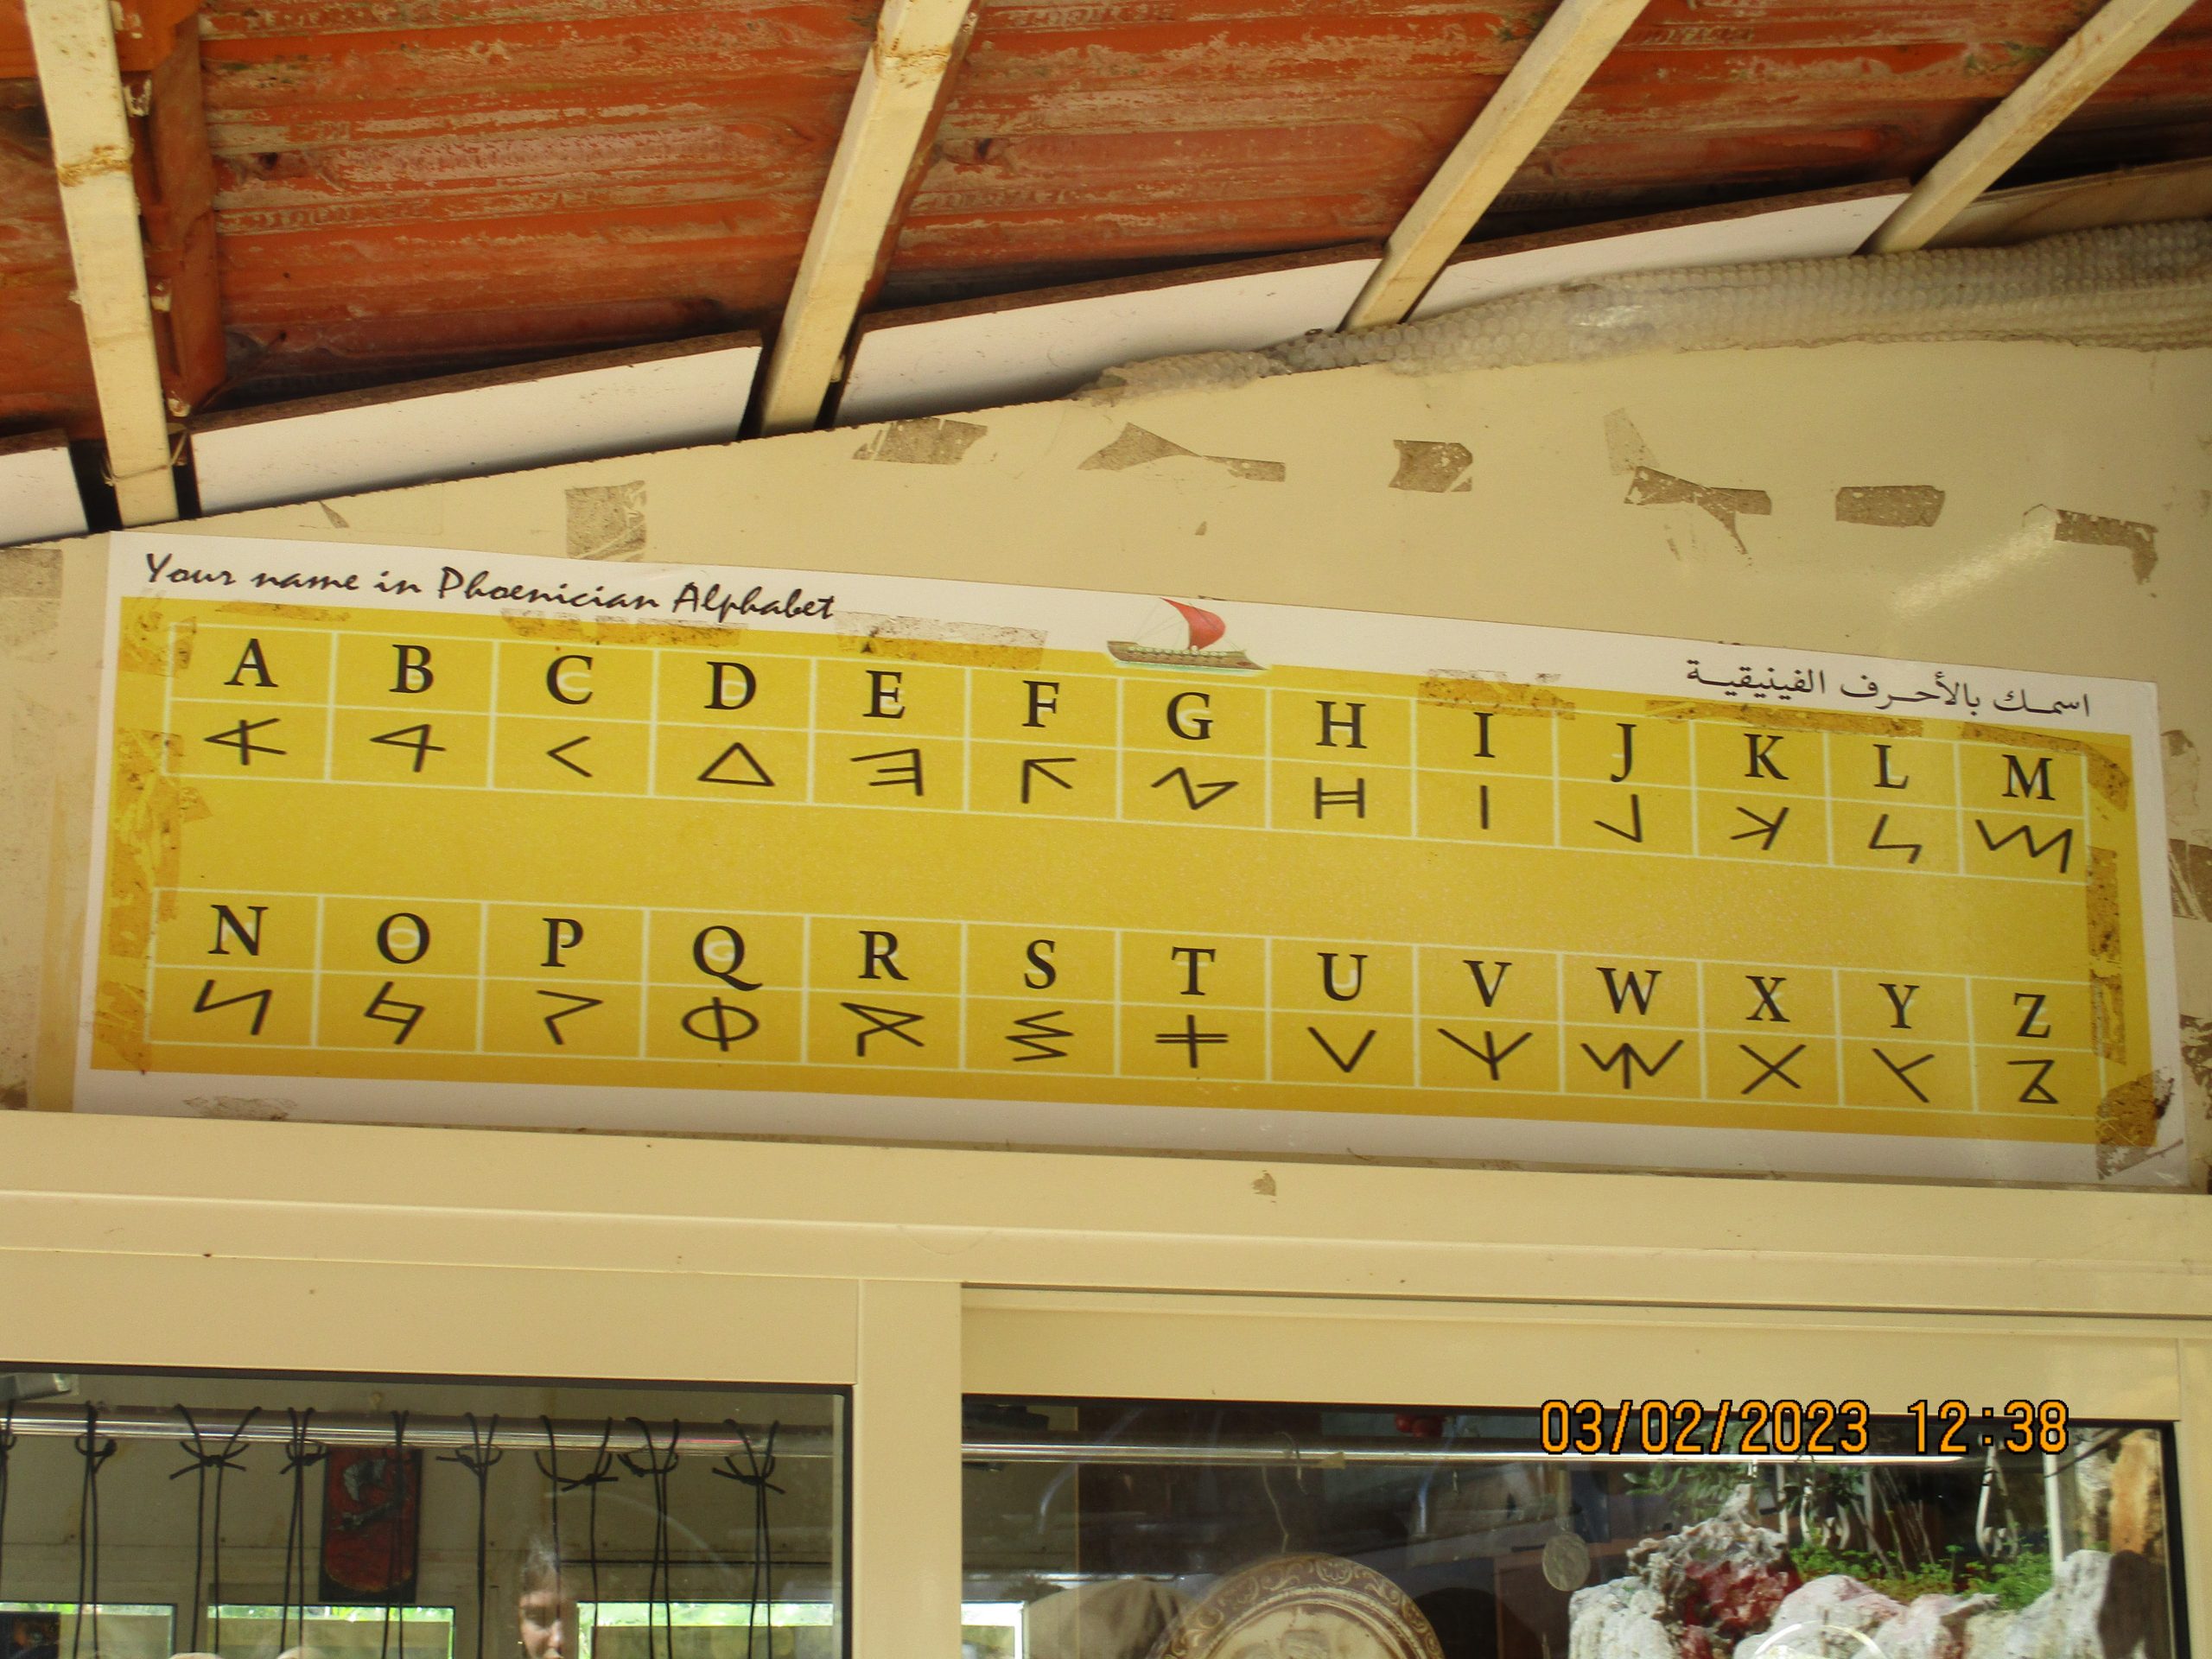 Your name in Phoenician Alphabet
اسمك بالأحرف الفينيقية
A B C D E F G H I J K L M
N O P Q R S T U V W X Y Z
03/02/2023 12:38